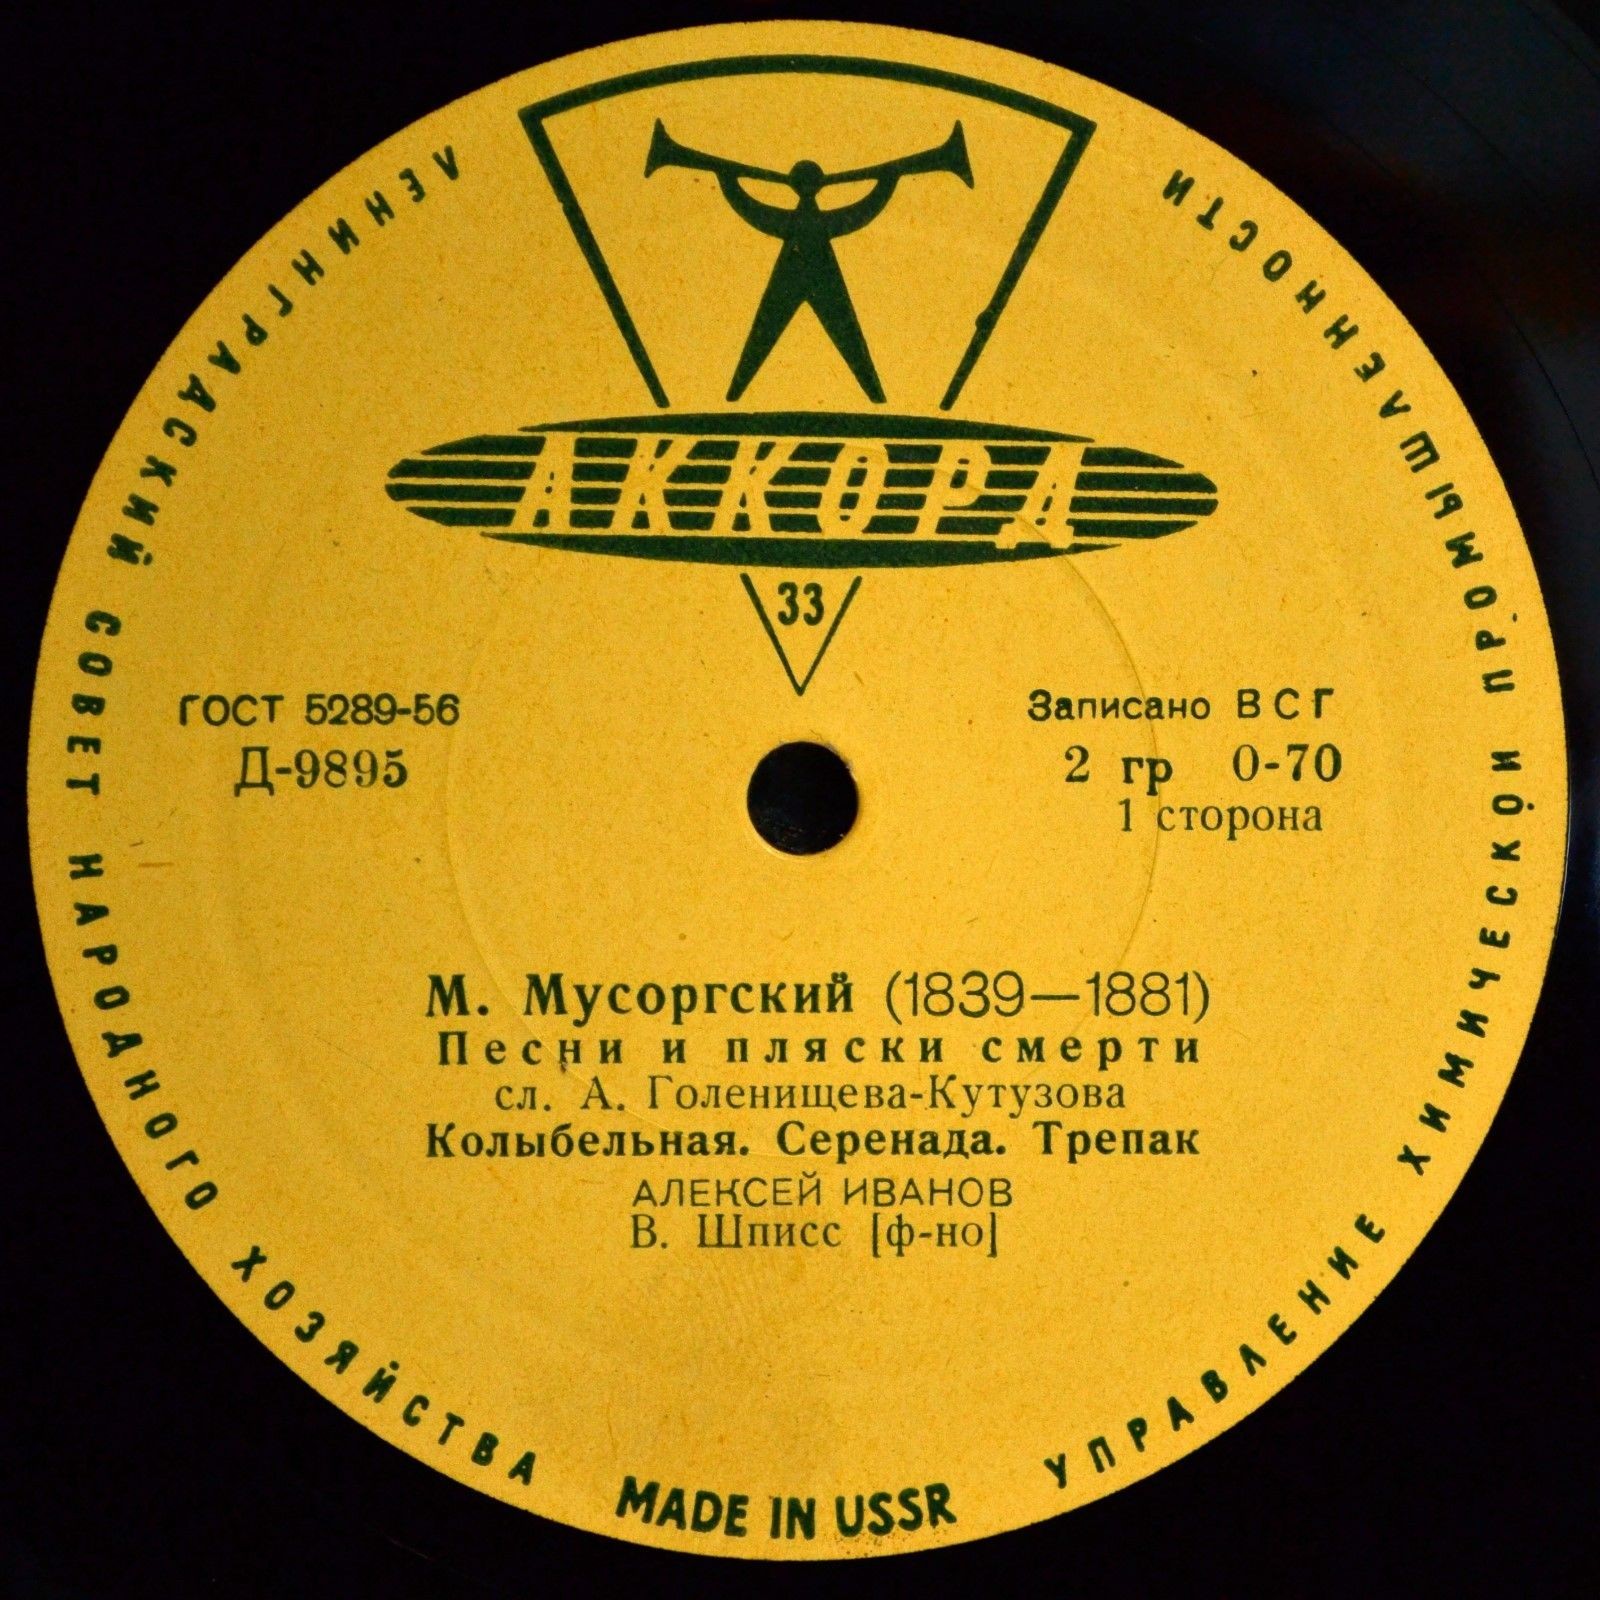 ЛЕНИНГРАДСКИЙ СОВЕТ НАРОДНОГО ХОЗЯЙСТВА
УПРАВЛЕНИЕ ХИМИЧЕСКОЙ ПРОМЫШЛЕННОСТИ
АККОРД
33
ГОСТ 5289-56
Д-9895
Записано ВСГ
2 гр 0-70
1 сторона
М. Мусоргский (1839—1881)
Песни и пляски смерти
сл. А. Голенищева-Кутузова
Колыбельная. Серенада. Трепак
АЛЕКСЕЙ ИВАНОВ
В. Шписс [ф-но]
MADE IN USSR